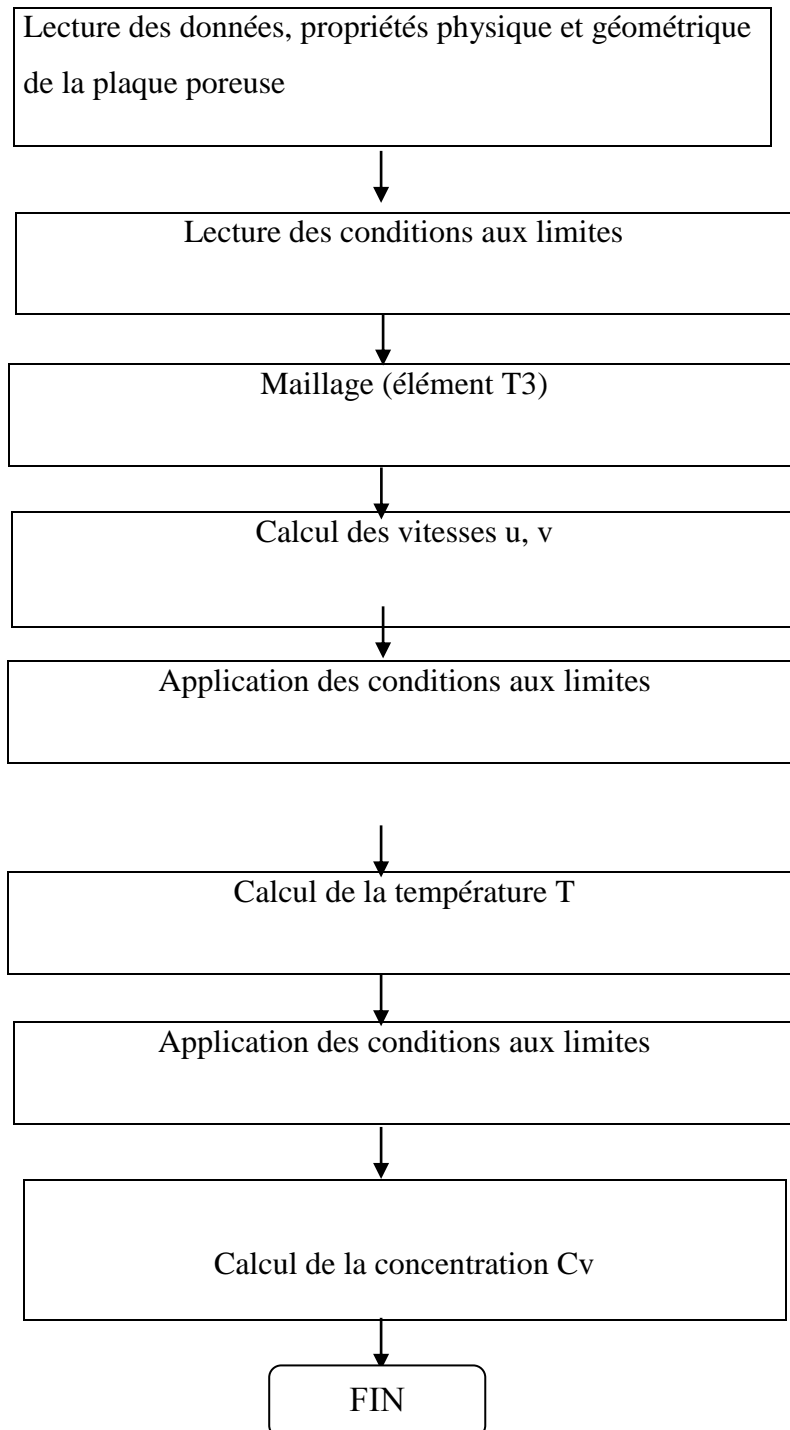 Lecture des données, propriétés physique et géométrique
de la plaque poreuse
Lecture des conditions aux limites
Maillage (élément T3)
Calcul des vitesses u, v
Application des conditions aux limites
Calcul de la température T
Application des conditions aux limites
Calcul de la concentration Cv
FIN